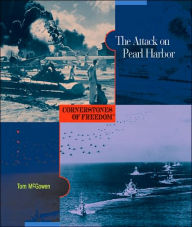 The Attack on
Pearl Harbor
CORNERSTONES
OF FREEDOM
Tom McGowen